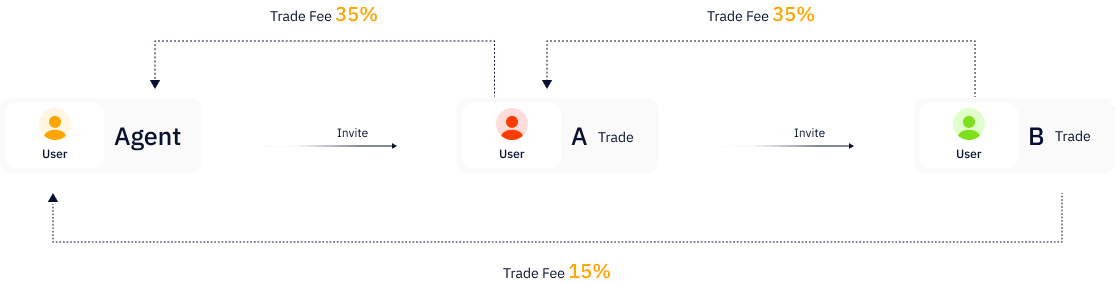 Trade Fee 35%
Trade Fee 35%
User
Agent
Invite
User
A Trade
Invite
User
B Trade
Trade Fee 15%